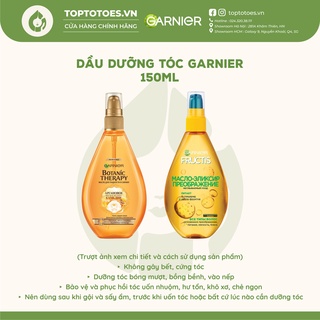 TOPTOTOES.VN
CỬA HÀNG CHÍNH HÃNG
GARNIER
TOPTOTOES.VN
DẦU DƯỠNG TÓC GARNIER
150ML
GARNIER
BOTANIC
THERAPY
FRUCTIS
МАСЛО-ЭЛИКСИР
ПРЕОБРАЖЕНИЕ
(Trượt ảnh xem chi tiết và cách sử dụng sản phẩm)
• Không gây bết, cứng tóc
• Dưỡng tóc bóng mượt, bồng bềnh, vào nếp
• Bảo vệ và phục hồi tóc uốn nhuộm, hư tổn, khô xơ, chẻ ngọn
• Nên dùng sau khi gội và sấy ẩm, trước khi uốn tóc hoặc bất cứ lúc nào cần dưỡng tóc